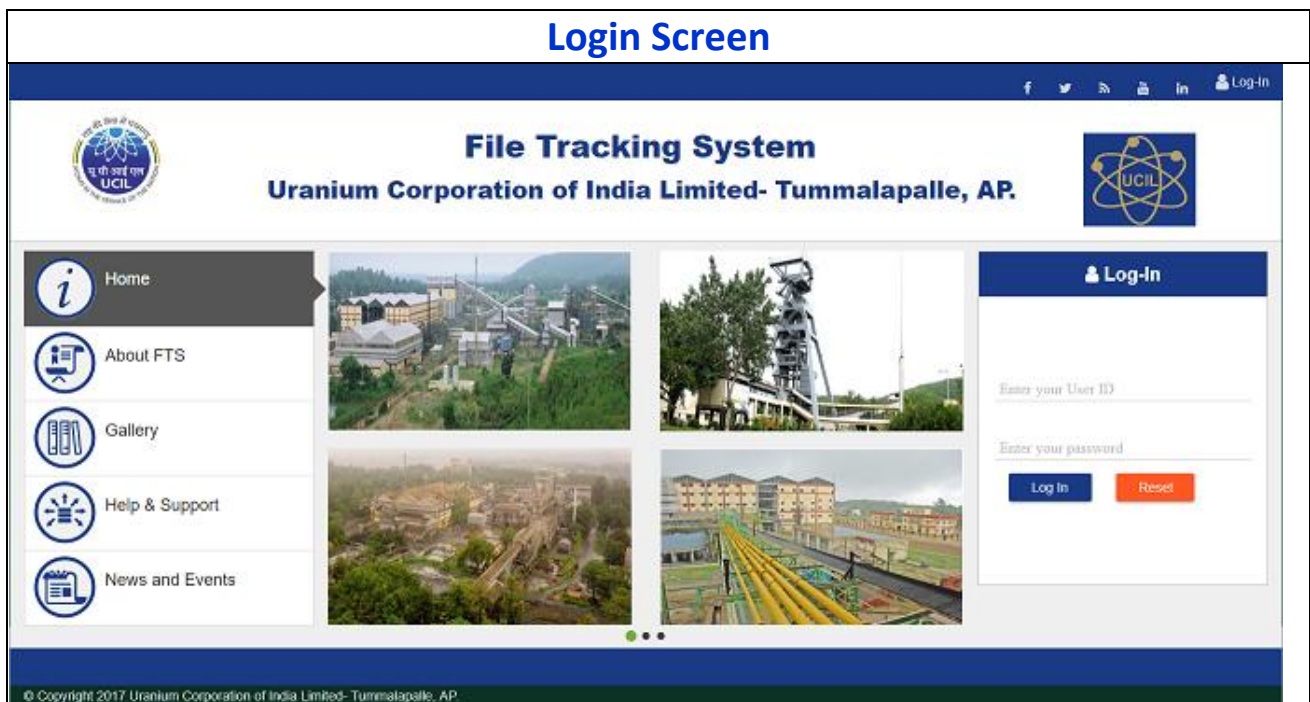 Login Screen
Log-In
File Tracking System
Uranium Corporation of India Limited- Tummalapalle, AP.
यू सी आई एल
UCIL
UCIL
Home
About FTS
Gallery
Help & Support
News and Events
Log-In
Enter your User ID
Enter your password
Log In
Reset
© Copyright 2017 Uranium Corporation of India Limited- Tummalapalle, AP.